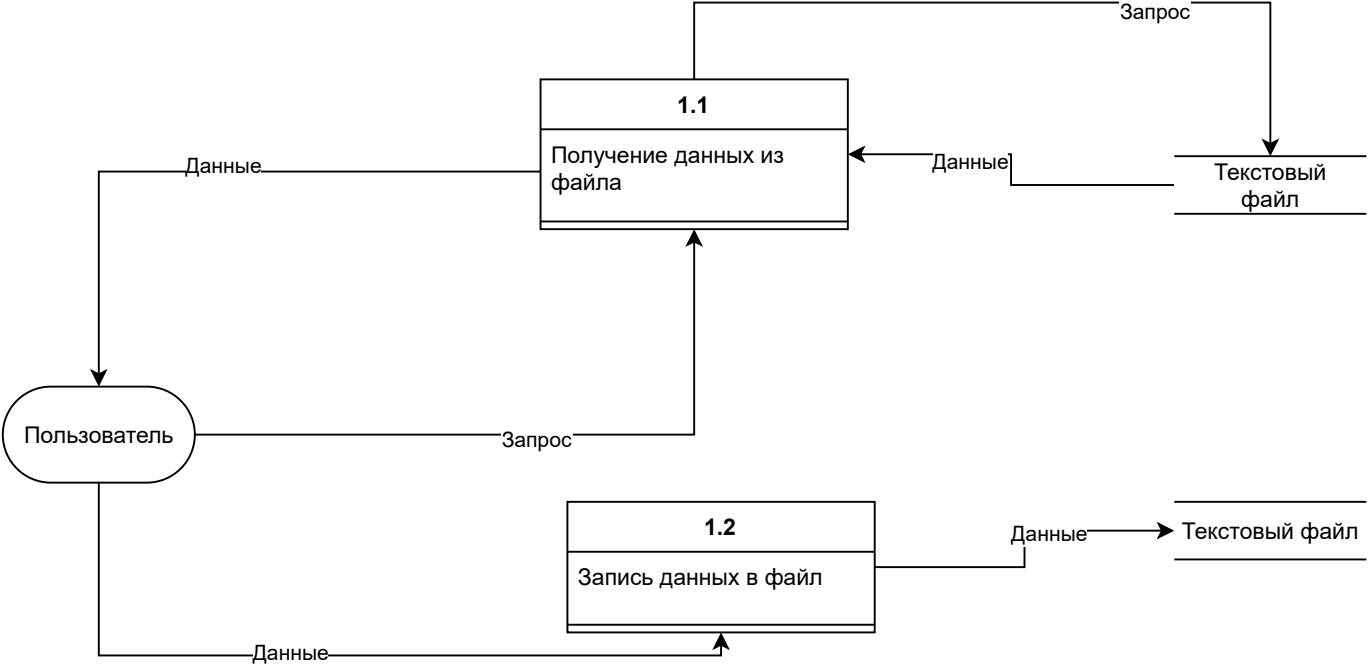 Запрос
1.1
Получение данных из
файла
Данные
Данные
Текстовый
файл
Пользователь
Запрос
1.2
Запись данных в файл
Данные
Текстовый файл
Данные